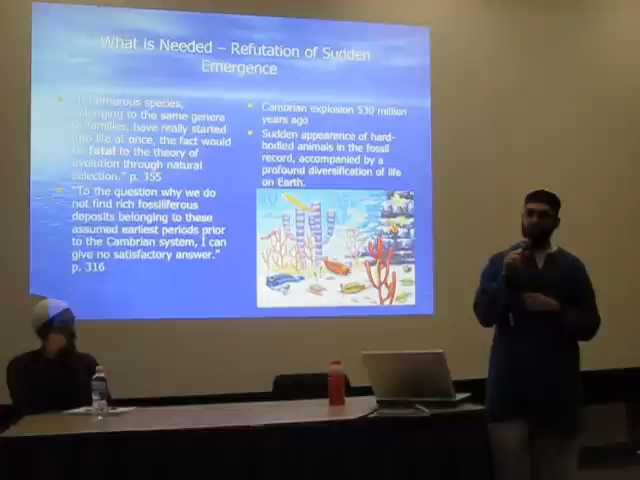 What is Needed – Refutation of Sudden
Emergence
numerous species,
belonging to the same genera
families, have really started
life at once, the fact would
be fatal to the theory of
evolution through natural
selection." p. 355
"To the question why we do
not find rich fossiliferous
deposits belonging to these
assumed earliest periods prior
to the Cambrian system, I can
give no satisfactory answer."
p. 316
Cambrian explosion 530 million
years ago
Sudden appearance of hard-
bodied animals in the fossil
record, accompanied by a
profound diversification of life
on Earth.